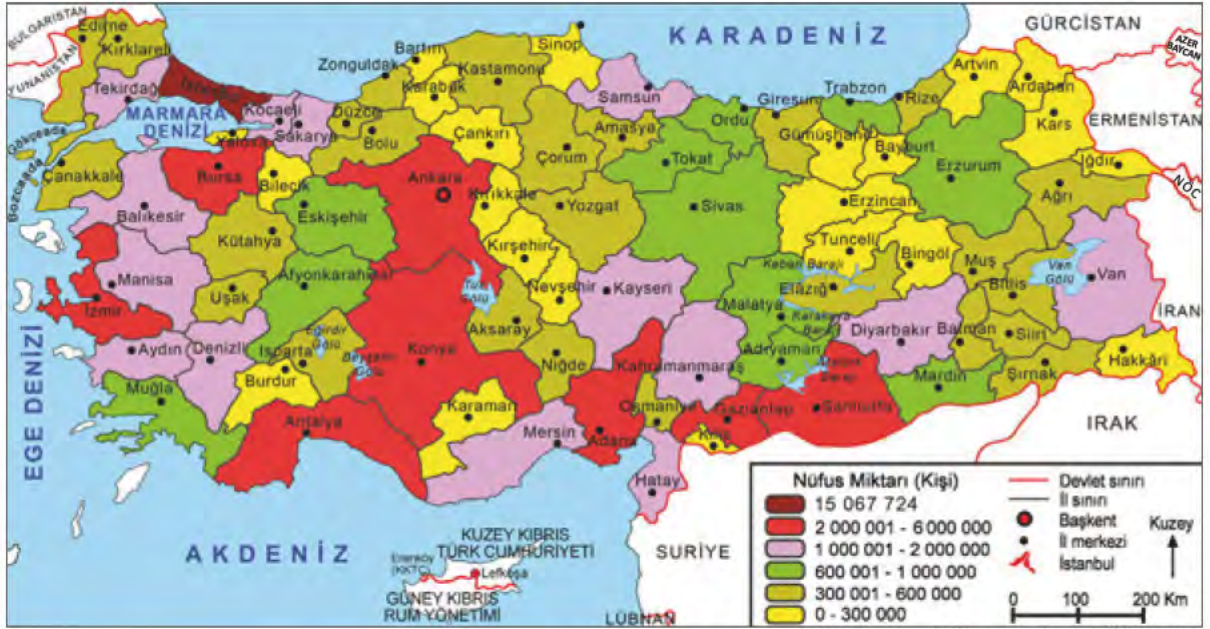 BULGARİSTAN
YUNANİSTAN
KARADENİZ
GÜRCİSTAN
AZER
BAYCAN
ERMENİSTAN
NÖC
İRAN
IRAK
SURİYE
LÜBNAN
MARMARA
DENİZİ
EGE DENİZİ
AKDENİZ
Gökçeada
Bozcaada
Edirne
Kırklareli
Tekirdağ
İstanbul
Kocaeli
Yalova
Sakarya
Düzce
Bolu
Zonguldak
Bartın
Karabük
Kastamonu
Sinop
Çankırı
Samsun
Amasya
Çorum
Ordu
Tokat
Giresun
Trabzon
Gümüşhane
Rize
Bayburt
Artvin
Ardahan
Kars
Iğdır
Ağrı
Erzurum
Erzincan
Çanakkale
Balıkesir
Bursa
Bilecik
Eskişehir
Kütahya
Ankara
Kırıkkale
Yozgat
Sivas
Kırşehir
Nevşehir
Kayseri
Tunceli
Bingöl
Muş
Bitlis
Van
Gölü
Van
Keban Barajı
Elazığ
Malatya
Karakaya
Barajı
Diyarbakır
Batman
Siirt
Şırnak
Hakkâri
Manisa
İzmir
Uşak
Afyonkarahisar
Aydın
Denizli
Muğla
Isparta
Eğirdir
Gölü
Burdur
Beyşehir
Gölü
Antalya
Konya
Tuz
Gölü
Aksaray
Niğde
Karaman
Mersin
Adana
Kahramanmaraş
Osmaniye
Gaziantep
Kilis
Hatay
Adıyaman
Atatürk
Barajı
Şanlıurfa
Mardin
KUZEY KIBRIS
TÜRK CUMHURİYETİ
Erenköy
(KKTC)
Lefkoşa
GÜNEY KIBRIS
RUM YÖNETİMİ
Nüfus Miktarı (Kişi)
15 067 724
2 000 001 - 6 000 000
1 000 001 - 2 000 000
600 001 - 1 000 000
300 001 - 600 000
0 - 300 000
Devlet sınırı
İl sınırı
Başkent
İl merkezi
İstanbul
Kuzey
0 100 200 Km